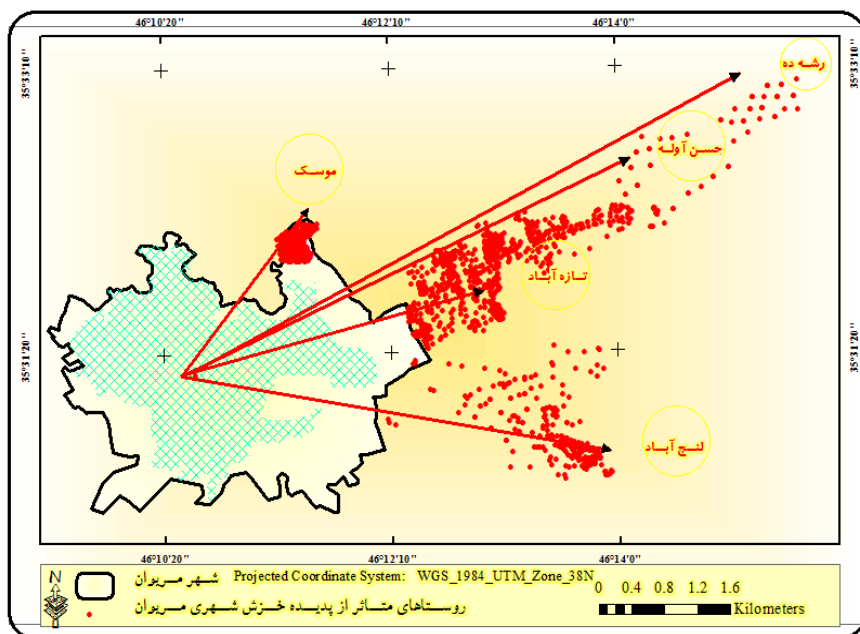 46°10'20" 46°12'10" 46°14'0"
35°33'10" 35°33'10"
رشه ده
حسن آوله
موسک
تازه آباد
35°31'20" 35°31'20"
لنج آباد
46°10'20" 46°12'10" 46°14'0"
N شهر مریوان Projected Coordinate System: WGS_1984_UTM_Zone_38N
0 0.4 0.8 1.2 1.6
روستاهای متاثر از پدیده خزش شهری مریوان Kilometers